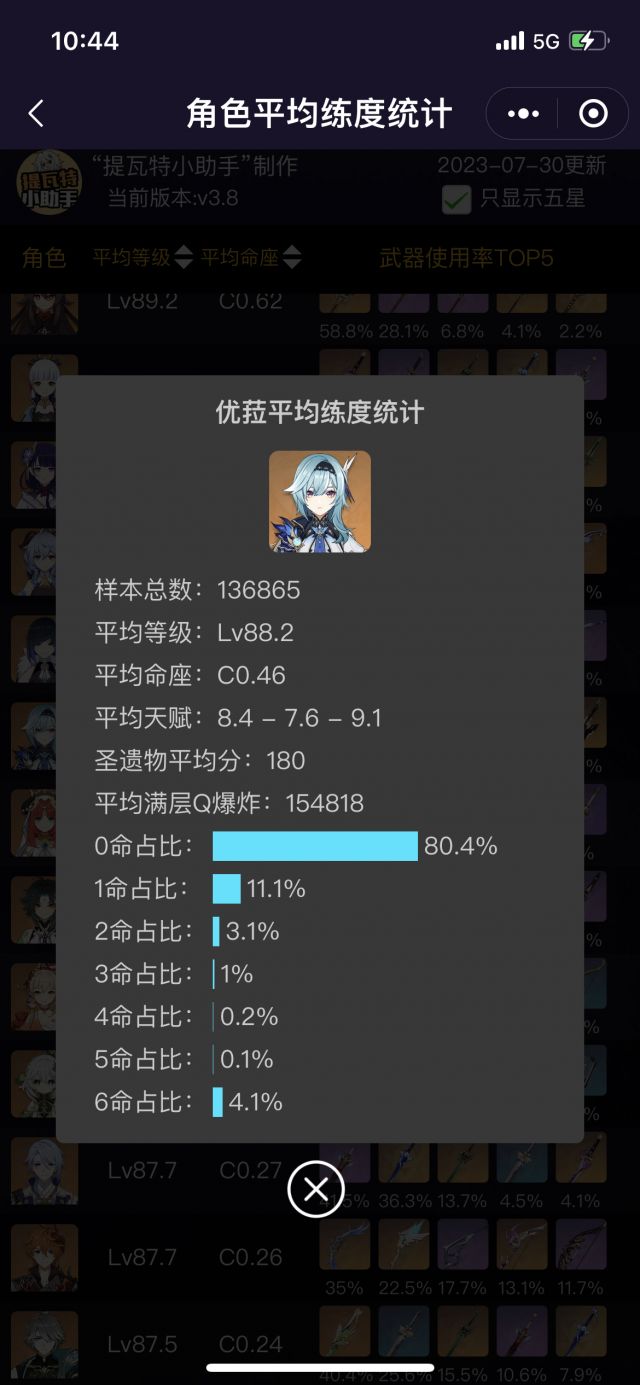 10:44
5G
角色平均练度统计
“提瓦特小助手”制作
2023-07-30更新
提瓦特
小助手
当前版本:v3.8
只显示五星
角色 平均等级 平均命座 武器使用率TOP5
Lv89.2 C0.62
58.8% 28.1% 6.8% 4.1% 2.2%
优菈平均练度统计
样本总数：136865
平均等级：Lv88.2
平均命座：C0.46
平均天赋：8.4 – 7.6 – 9.1
圣遗物平均分：180
平均满层Q爆炸：154818
0命占比： 80.4%
1命占比： 11.1%
2命占比： 3.1%
3命占比： 1%
4命占比： 0.2%
5命占比： 0.1%
6命占比： 4.1%
Lv87.7 C0.27
36.3% 13.7% 4.5% 4.1%
Lv87.7 C0.26
35% 22.5% 17.7% 13.1% 11.7%
Lv87.5 C0.24
40.4% 25.6% 15.5% 10.6% 7.9%